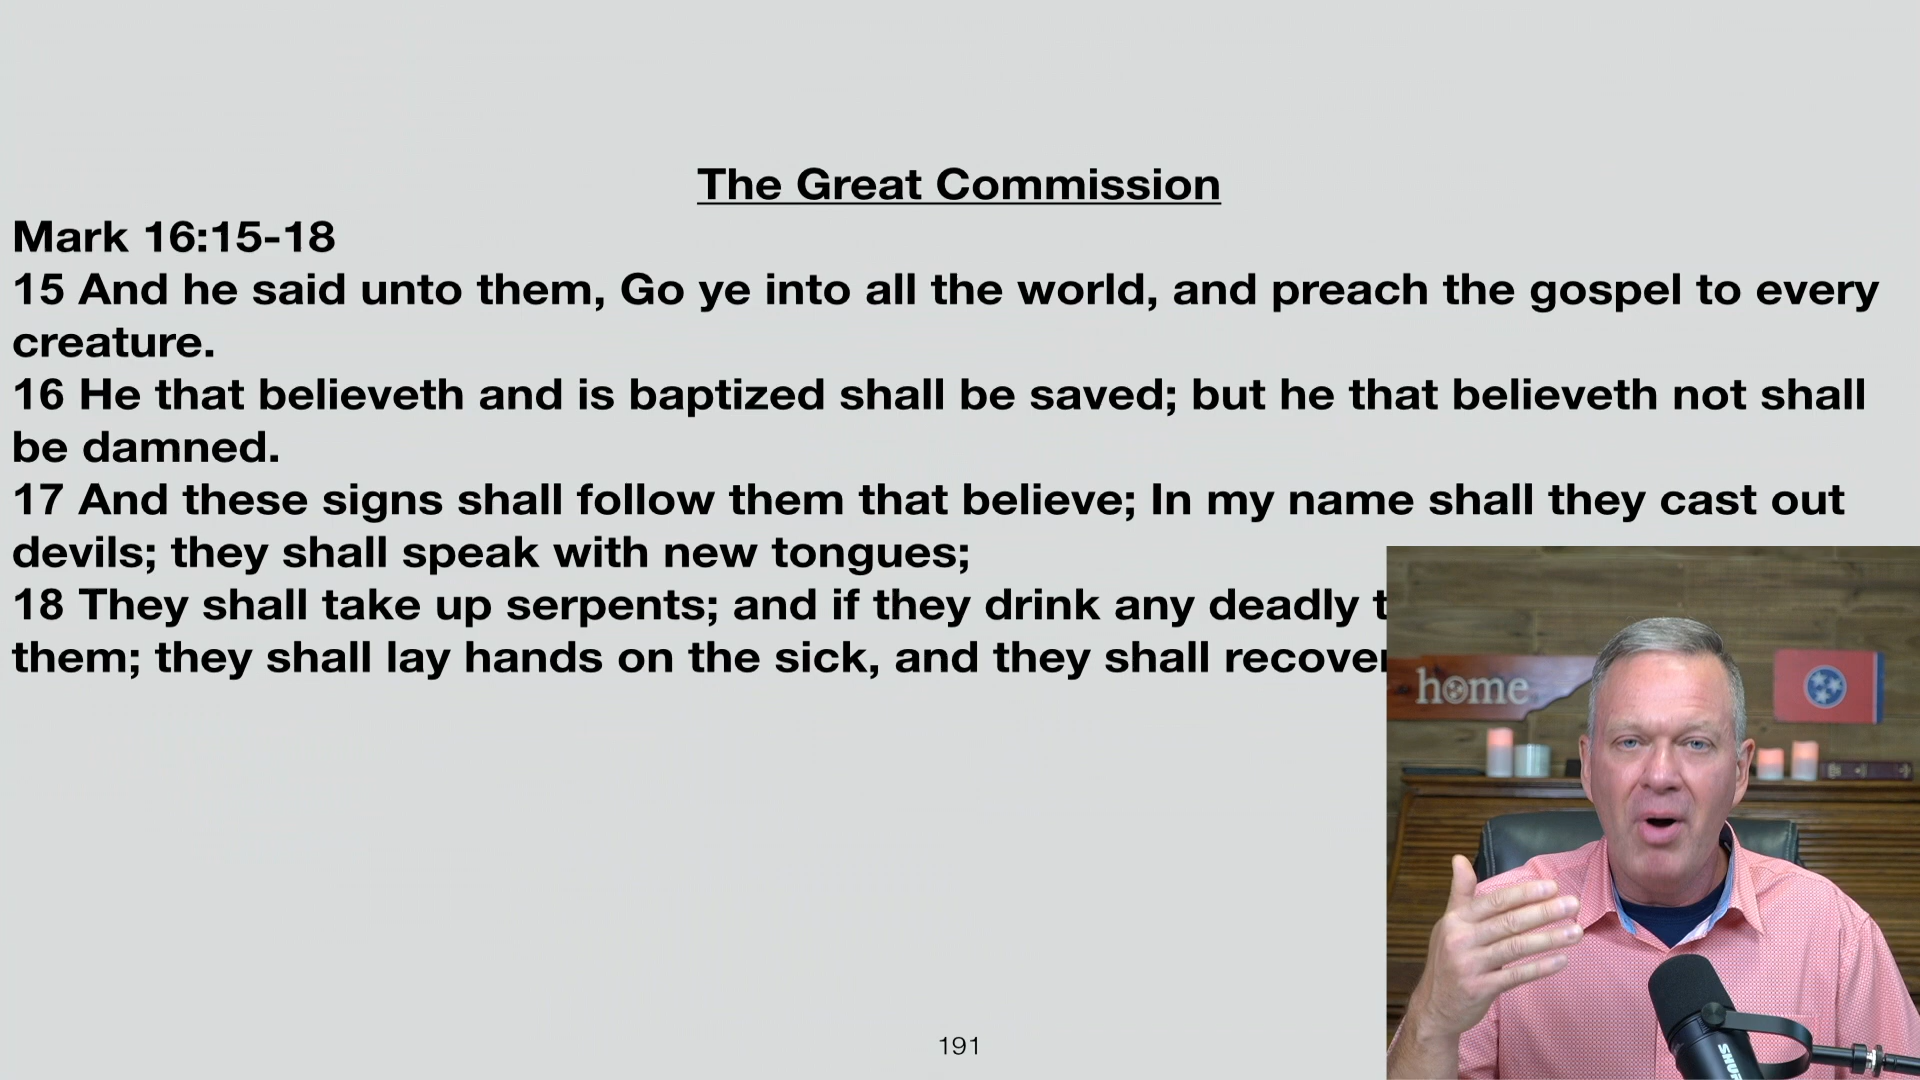 The Great Commission
Mark 16:15-18
15 And he said unto them, Go ye into all the world, and preach the gospel to every
creature.
16 He that believeth and is baptized shall be saved; but he that believeth not shall
be damned.
17 And these signs shall follow them that believe; In my name shall they cast out
devils; they shall speak with new tongues;
18 They shall take up serpents; and if they drink any deadly t
them; they shall lay hands on the sick, and they shall recover
home
SHU
191